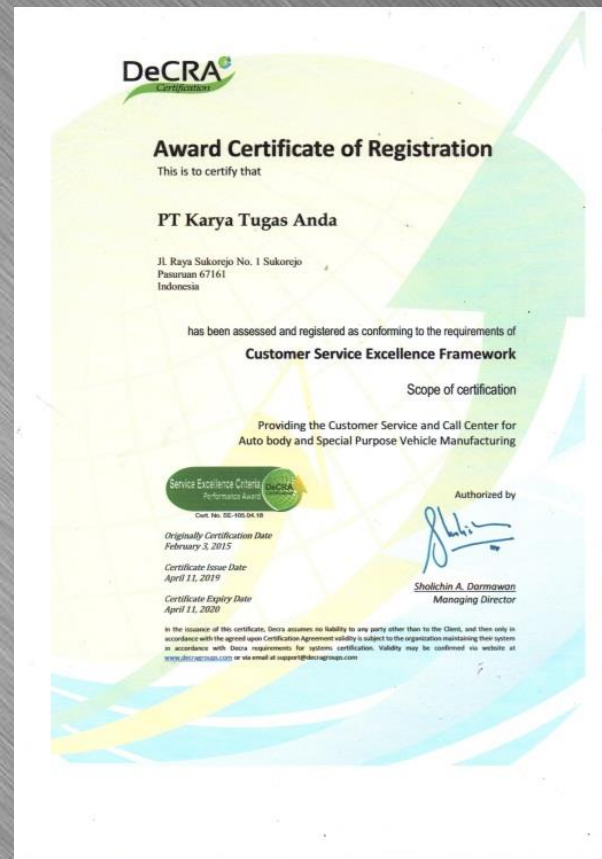 DeCRA
Certification
Award Certificate of Registration
This is to certify that
PT Karya Tugas Anda
Jl. Raya Sukorejo No. 1 Sukorejo
Pasuruan 67161
Indonesia
has been assessed and registered as conforming to the requirements of
Customer Service Excellence Framework
Scope of certification
Providing the Customer Service and Call Center for
Auto body and Special Purpose Vehicle Manufacturing
Service Excellence Criteria
Performance Award
DeCRA
Cert. No. SE-105.04.18
Authorized by
Originally Certification Date
February 3, 2015
Certificate Issue Date
April 11, 2019
Certificate Expiry Date
April 11, 2020
Sholichin A. Darmawan
Managing Director
In the issuance of this certificate, Decra assumes no liability to any party other than to the Client, and then only in
accordance with the agreed upon Certification Agreement validity is subject to the organization maintaining their system
in accordance with Decra requirements for systems certification. Validity may be confirmed via website at
www.decragroups.com or via email at support@decragroups.com